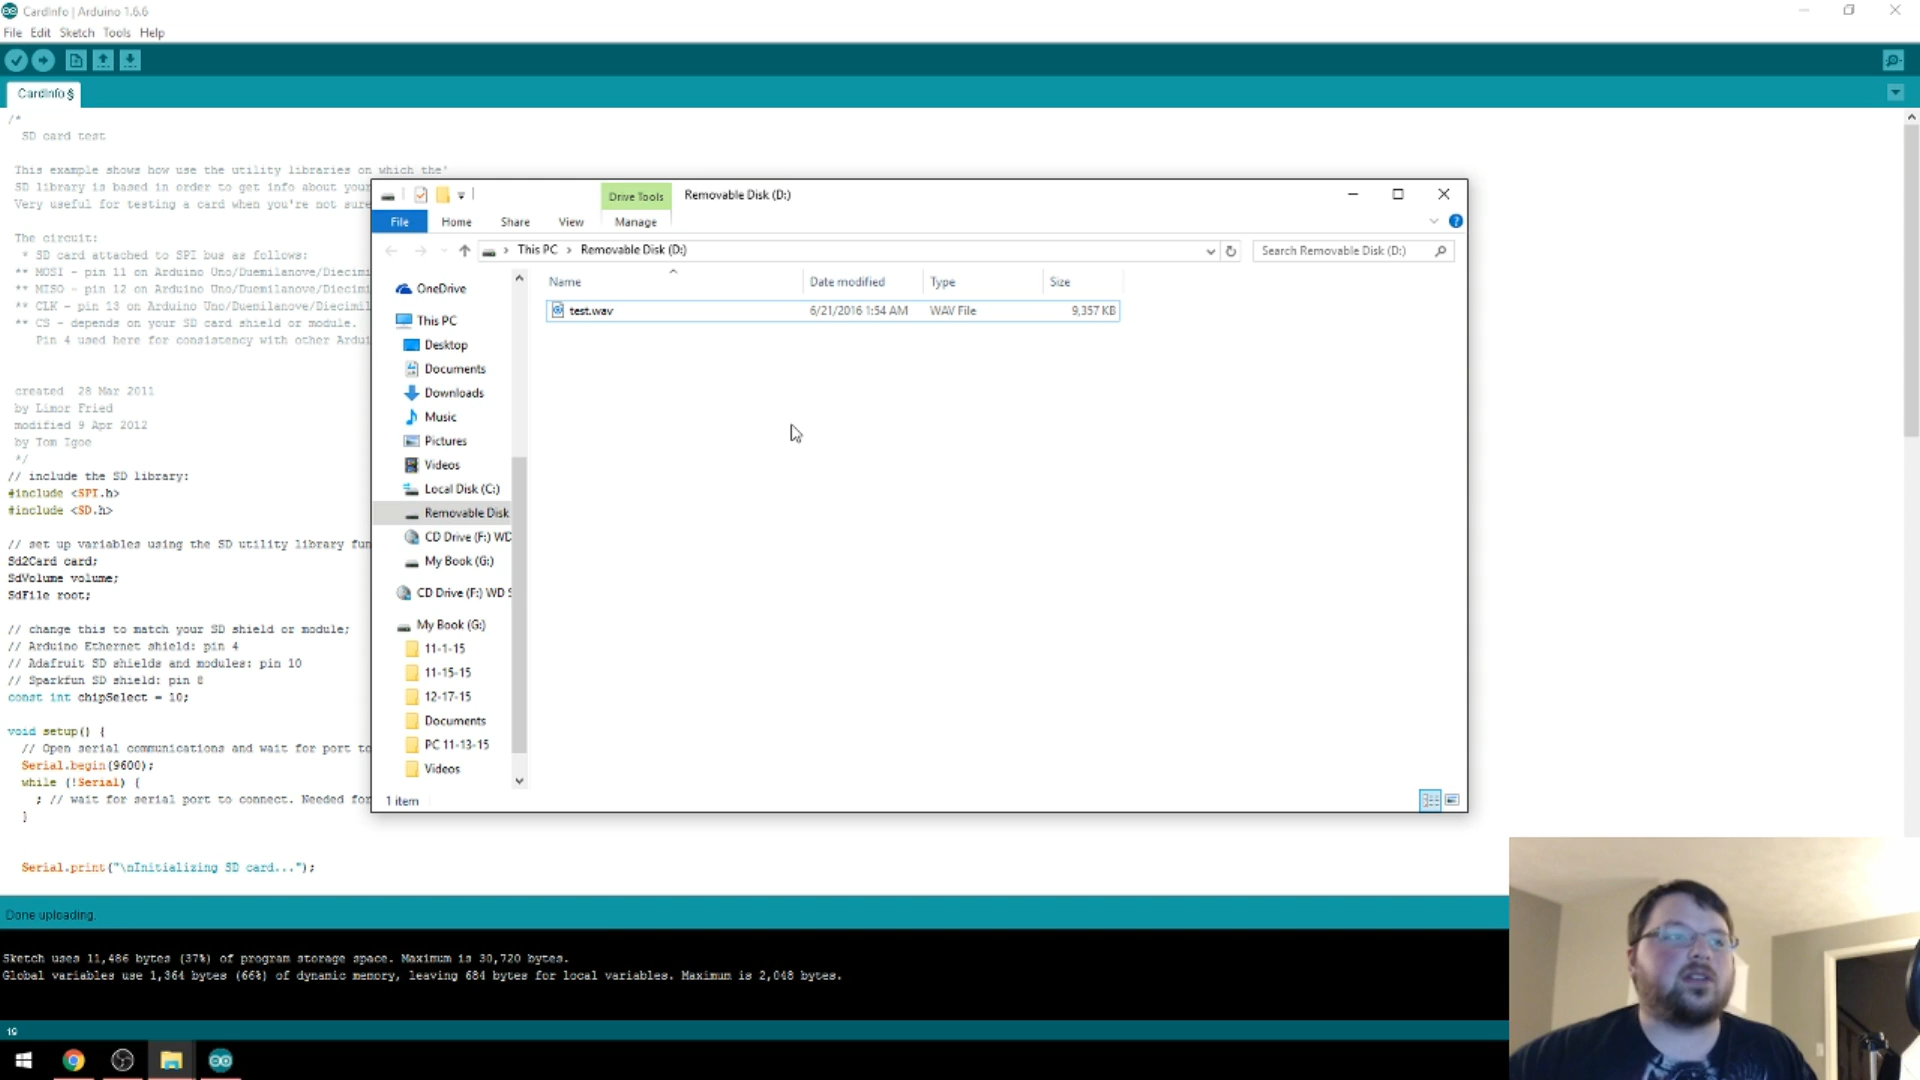 CardInfo | Arduino 1.6.6
File Edit Sketch Tools Help
CardInfo §
/*
SD card test
This example shows how use the utility libraries on which the'
SD library is based in order to get info about your
Very useful for testing a card when you're not sure
The circuit:
* SD card attached to SPI bus as follows:
** MOSI - pin 11 on Arduino Uno/Duemilanove/Diecimi
** MISO - pin 12 on Arduino Uno/Duemilanove/Diecimi
** CLK - pin 13 on Arduino Uno/Duemilanove/Diecimil
** CS - depends on your SD card shield or module.
Pin 4 used here for consistency with other Ardui
created 28 Mar 2011
by Limor Fried
modified 9 Apr 2012
by Tom Igoe
*/
// include the SD library:
#include <SPI.h>
#include <SD.h>
// set up variables using the SD utility library fun
Sd2Card card;
SdVolume volume;
SdFile root;
// change this to match your SD shield or module;
// Arduino Ethernet shield: pin 4
// Adafruit SD shields and modules: pin 10
// Sparkfun SD shield: pin 8
const int chipSelect = 10;
void setup() {
// Open serial communications and wait for port to
Serial.begin(9600);
while (!Serial) {
; // wait for serial port to connect. Needed for
}
Serial.print("\nInitializing SD card...");
Drive Tools Removable Disk (D:)
File Home Share View Manage
This PC > Removable Disk (D:)
Search Removable Disk (D:)
Name Date modified Type Size
test.wav 6/21/2016 1:54 AM WAV File 9,357 KB
OneDrive
This PC
Desktop
Documents
Downloads
Music
Pictures
Videos
Local Disk (C:)
Removable Disk
CD Drive (F:) WD
My Book (G:)
CD Drive (F:) WD S
My Book (G:)
11-1-15
11-15-15
12-17-15
Documents
PC 11-13-15
Videos
1 item
Done uploading.
Sketch uses 11,486 bytes (37%) of program storage space. Maximum is 30,720 bytes.
Global variables use 1,364 bytes (66%) of dynamic memory, leaving 684 bytes for local variables. Maximum is 2,048 bytes.
19